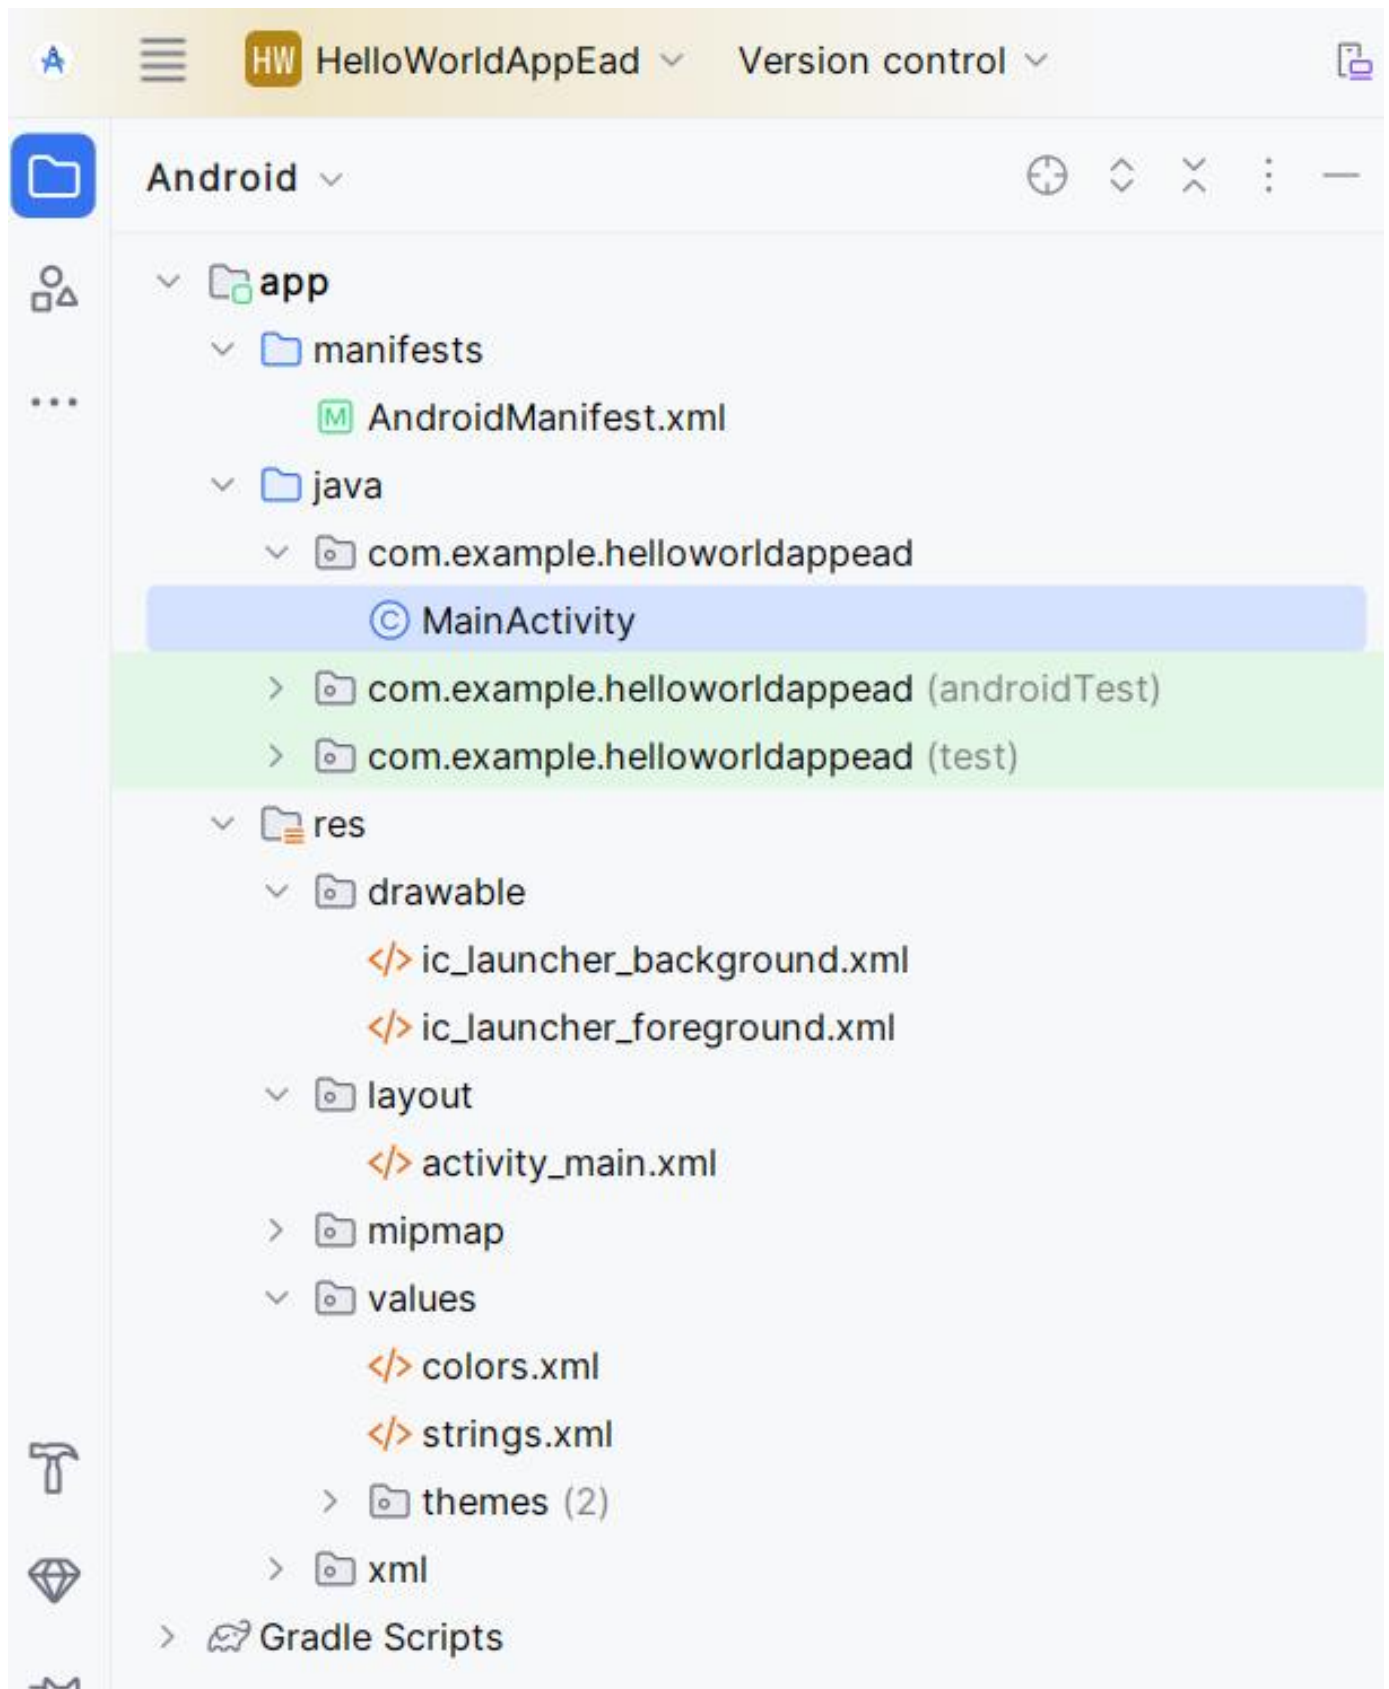 HW HelloWorldAppEad Version control
Android
app
manifests
M AndroidManifest.xml
java
com.example.helloworldappead
C MainActivity
com.example.helloworldappead (androidTest)
com.example.helloworldappead (test)
res
drawable
</> ic_launcher_background.xml
</> ic_launcher_foreground.xml
layout
</> activity_main.xml
mipmap
values
</> colors.xml
</> strings.xml
themes (2)
xml
Gradle Scripts